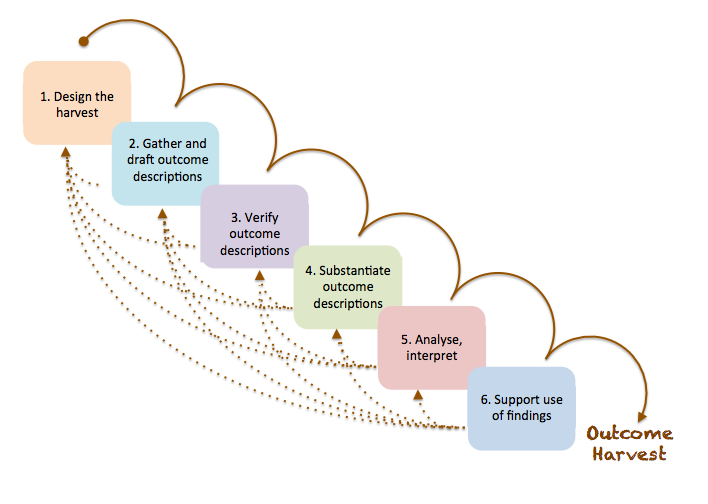 1. Design the
harvest
2. Gather and
draft outcome
descriptions
3. Verify
outcome
descriptions
4. Substantiate
outcome
descriptions
5. Analyse,
interpret
6. Support use
of findings
Outcome
Harvest